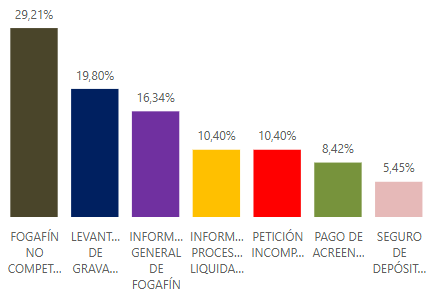 29,21%
19,80%
16,34%
10,40%
10,40%
8,42%
5,45%
FOGAFÍN
NO
COMPET...
LEVANT...
DE
GRAVA...
INFORM...
GENERAL
DE
FOGAFÍN
INFORM...
PROCES...
LIQUIDA...
PETICIÓN
INCOMP...
PAGO DE
ACREEN...
SEGURO
DE
DEPÓSIT...